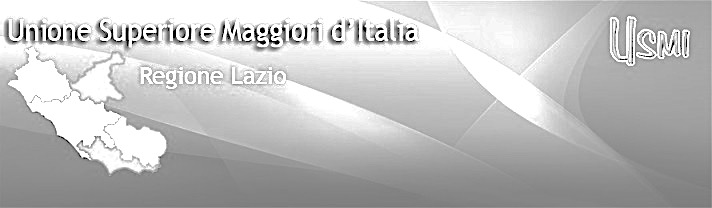 Unione Superiore Maggiori d'Italia
USMI
Regione Lazio